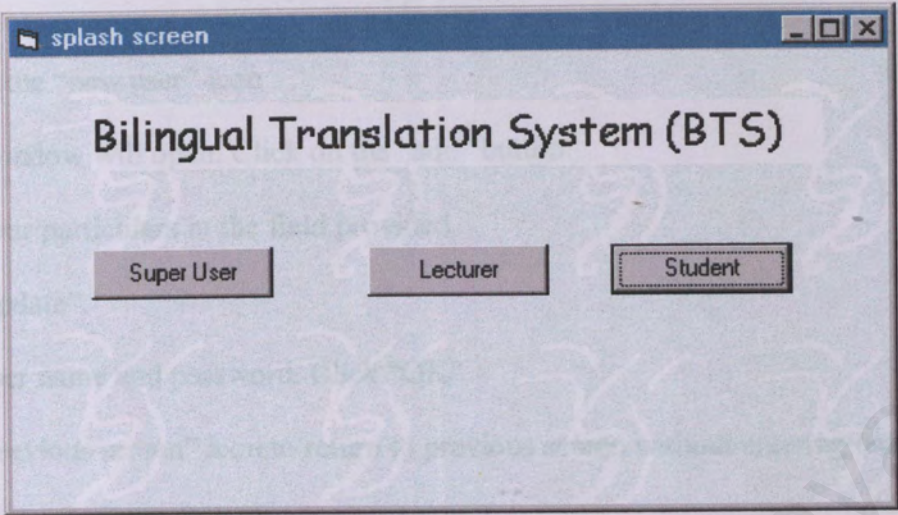 splash screen
Bilingual Translation System (BTS)
Super User Lecturer Student